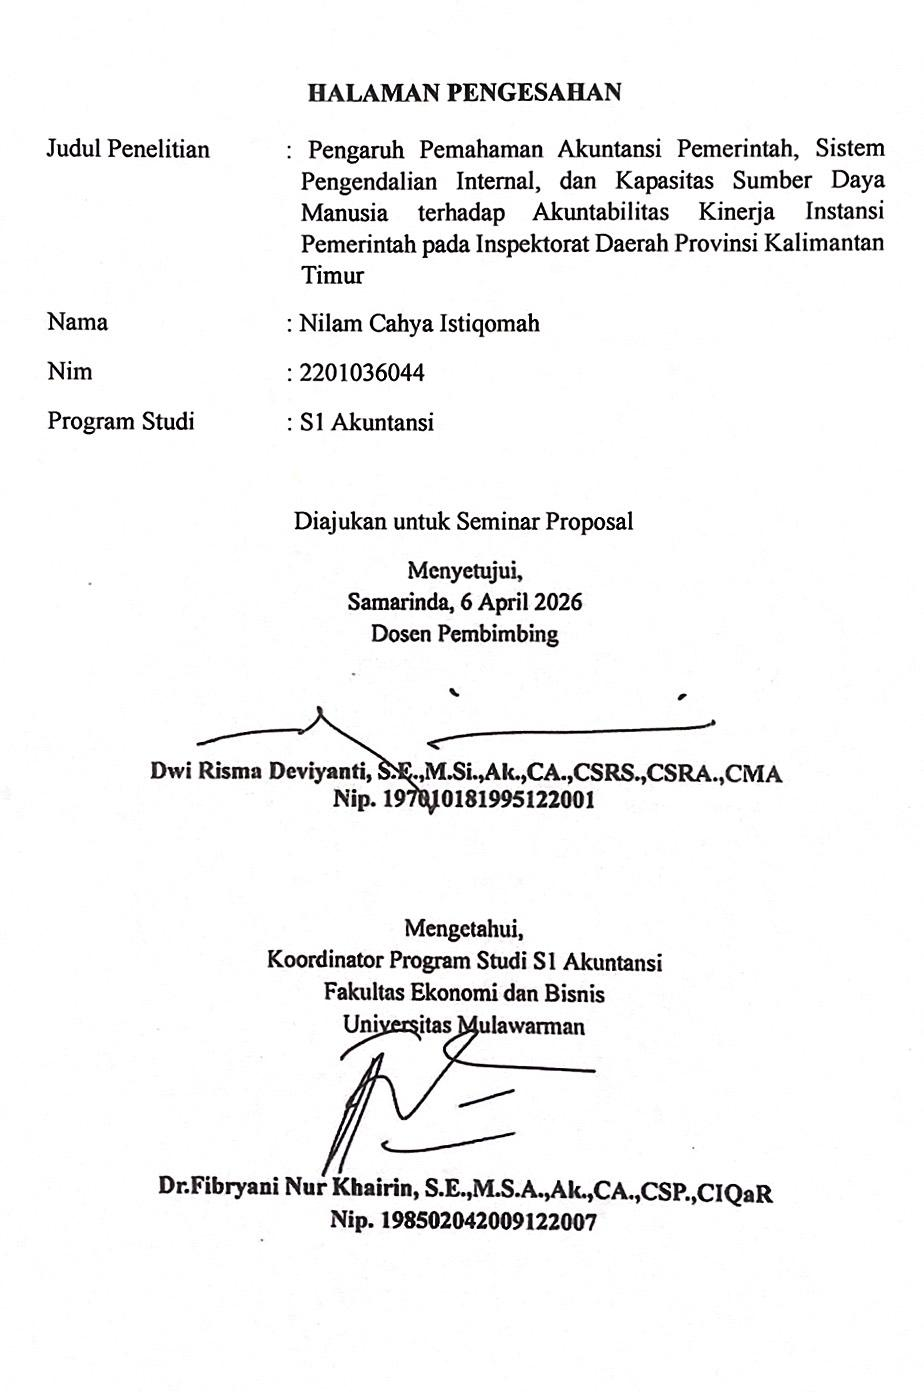 HALAMAN PENGESAHAN
Judul Penelitian : Pengaruh Pemahaman Akuntansi Pemerintah, Sistem
Pengendalian Internal, dan Kapasitas Sumber Daya
Manusia terhadap Akuntabilitas Kinerja Instansi
Pemerintah pada Inspektorat Daerah Provinsi Kalimantan
Timur
Nama : Nilam Cahya Istiqomah
Nim : 2201036044
Program Studi : S1 Akuntansi
Diajukan untuk Seminar Proposal
Menyetujui,
Samarinda, 6 April 2026
Dosen Pembimbing
Dwi Risma Deviyanti, S.E.,M.Si.,Ak.,CA.,CSRS.,CSRA.,CMA
Nip.
Mengetahui,
Koordinator Program Studi S1 Akuntansi
Fakultas Ekonomi dan Bisnis
Universitas Mulawarman
Dr.Fibryani Nur Khairin, S.E.,M.S.A.,Ak.,CA.,CSP.,CIQaR
Nip. 198502042009122007